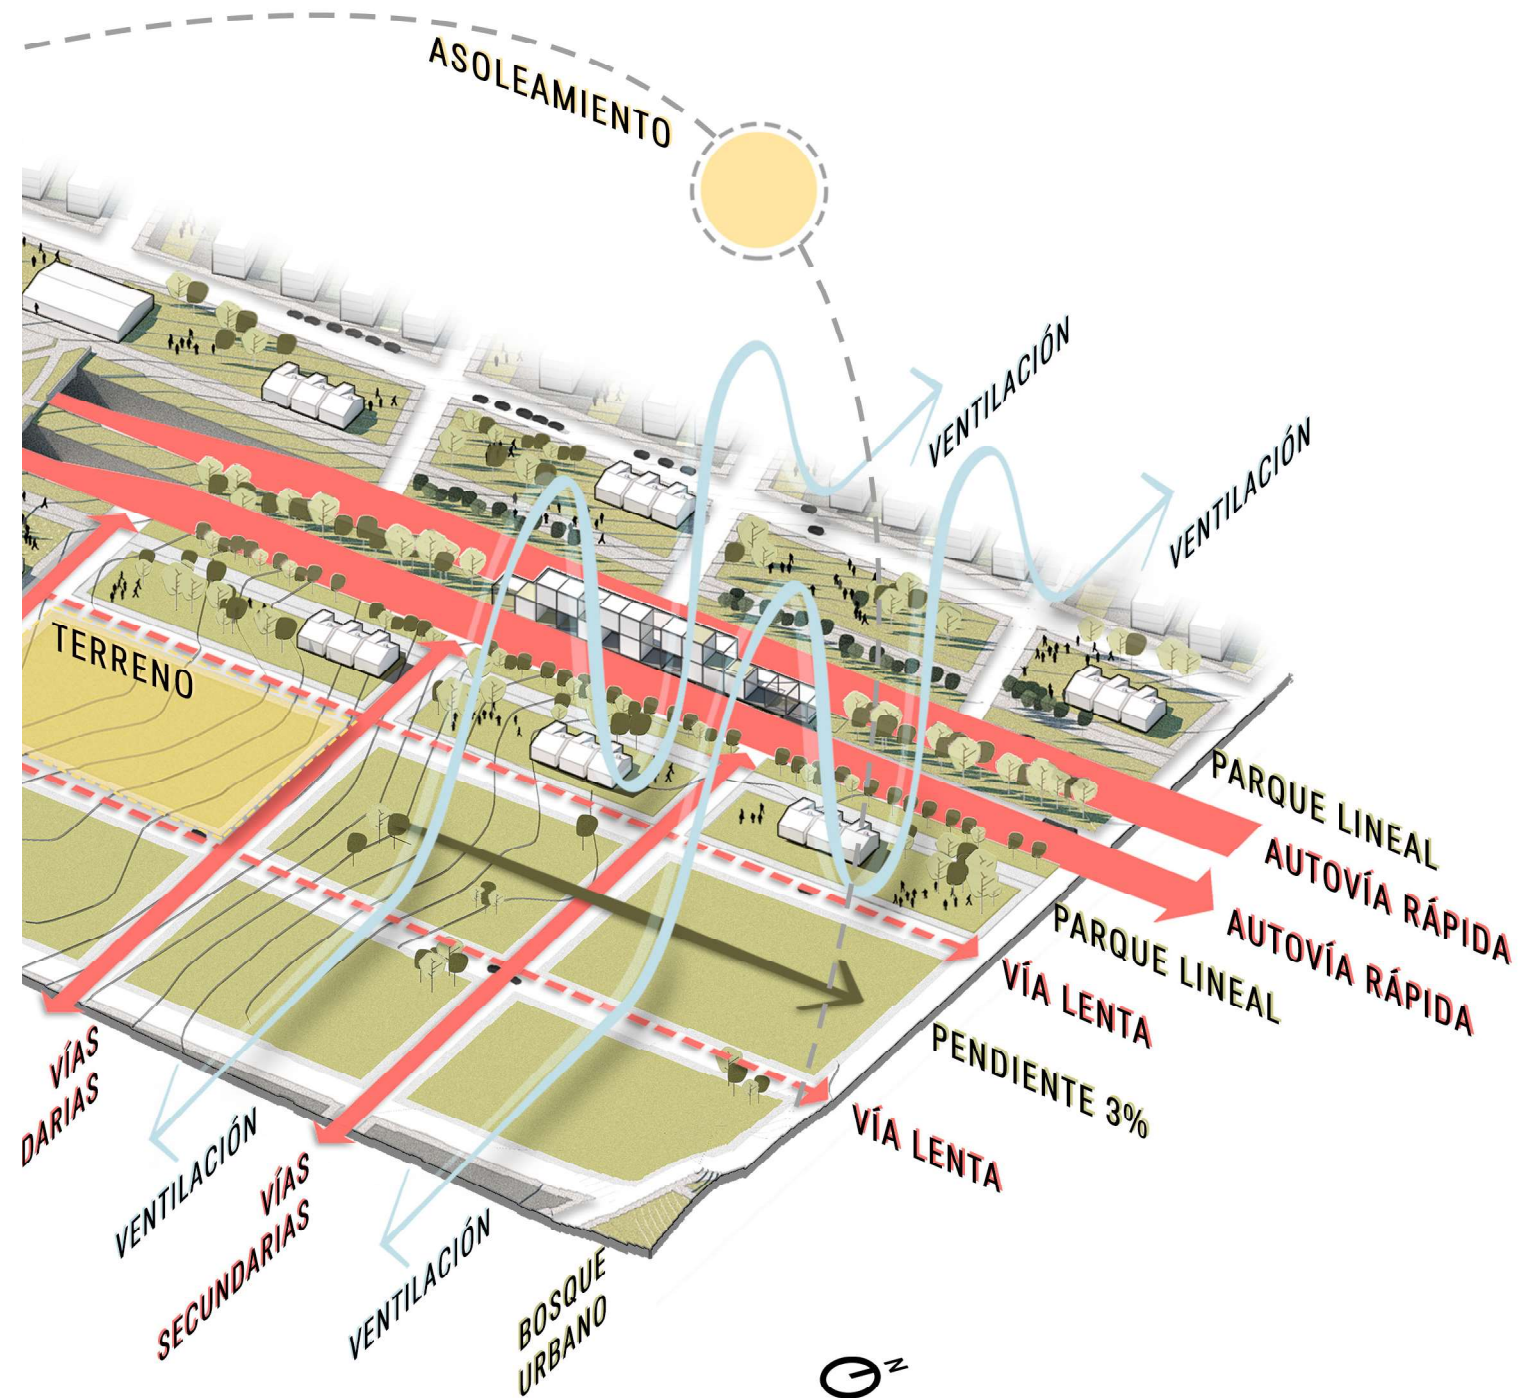 ASOLEAMIENTO
VENTILACIÓN
VENTILACIÓN
TERRENO
PARQUE LINEAL
AUTOVÍA RÁPIDA
PARQUE LINEAL
AUTOVÍA RÁPIDA
VÍA LENTA
PENDIENTE 3%
VÍA LENTA
VÍAS
DARIAS
VENTILACIÓN
VÍAS
SECUNDARIAS
VENTILACIÓN
BOSQUE
URBANO
N